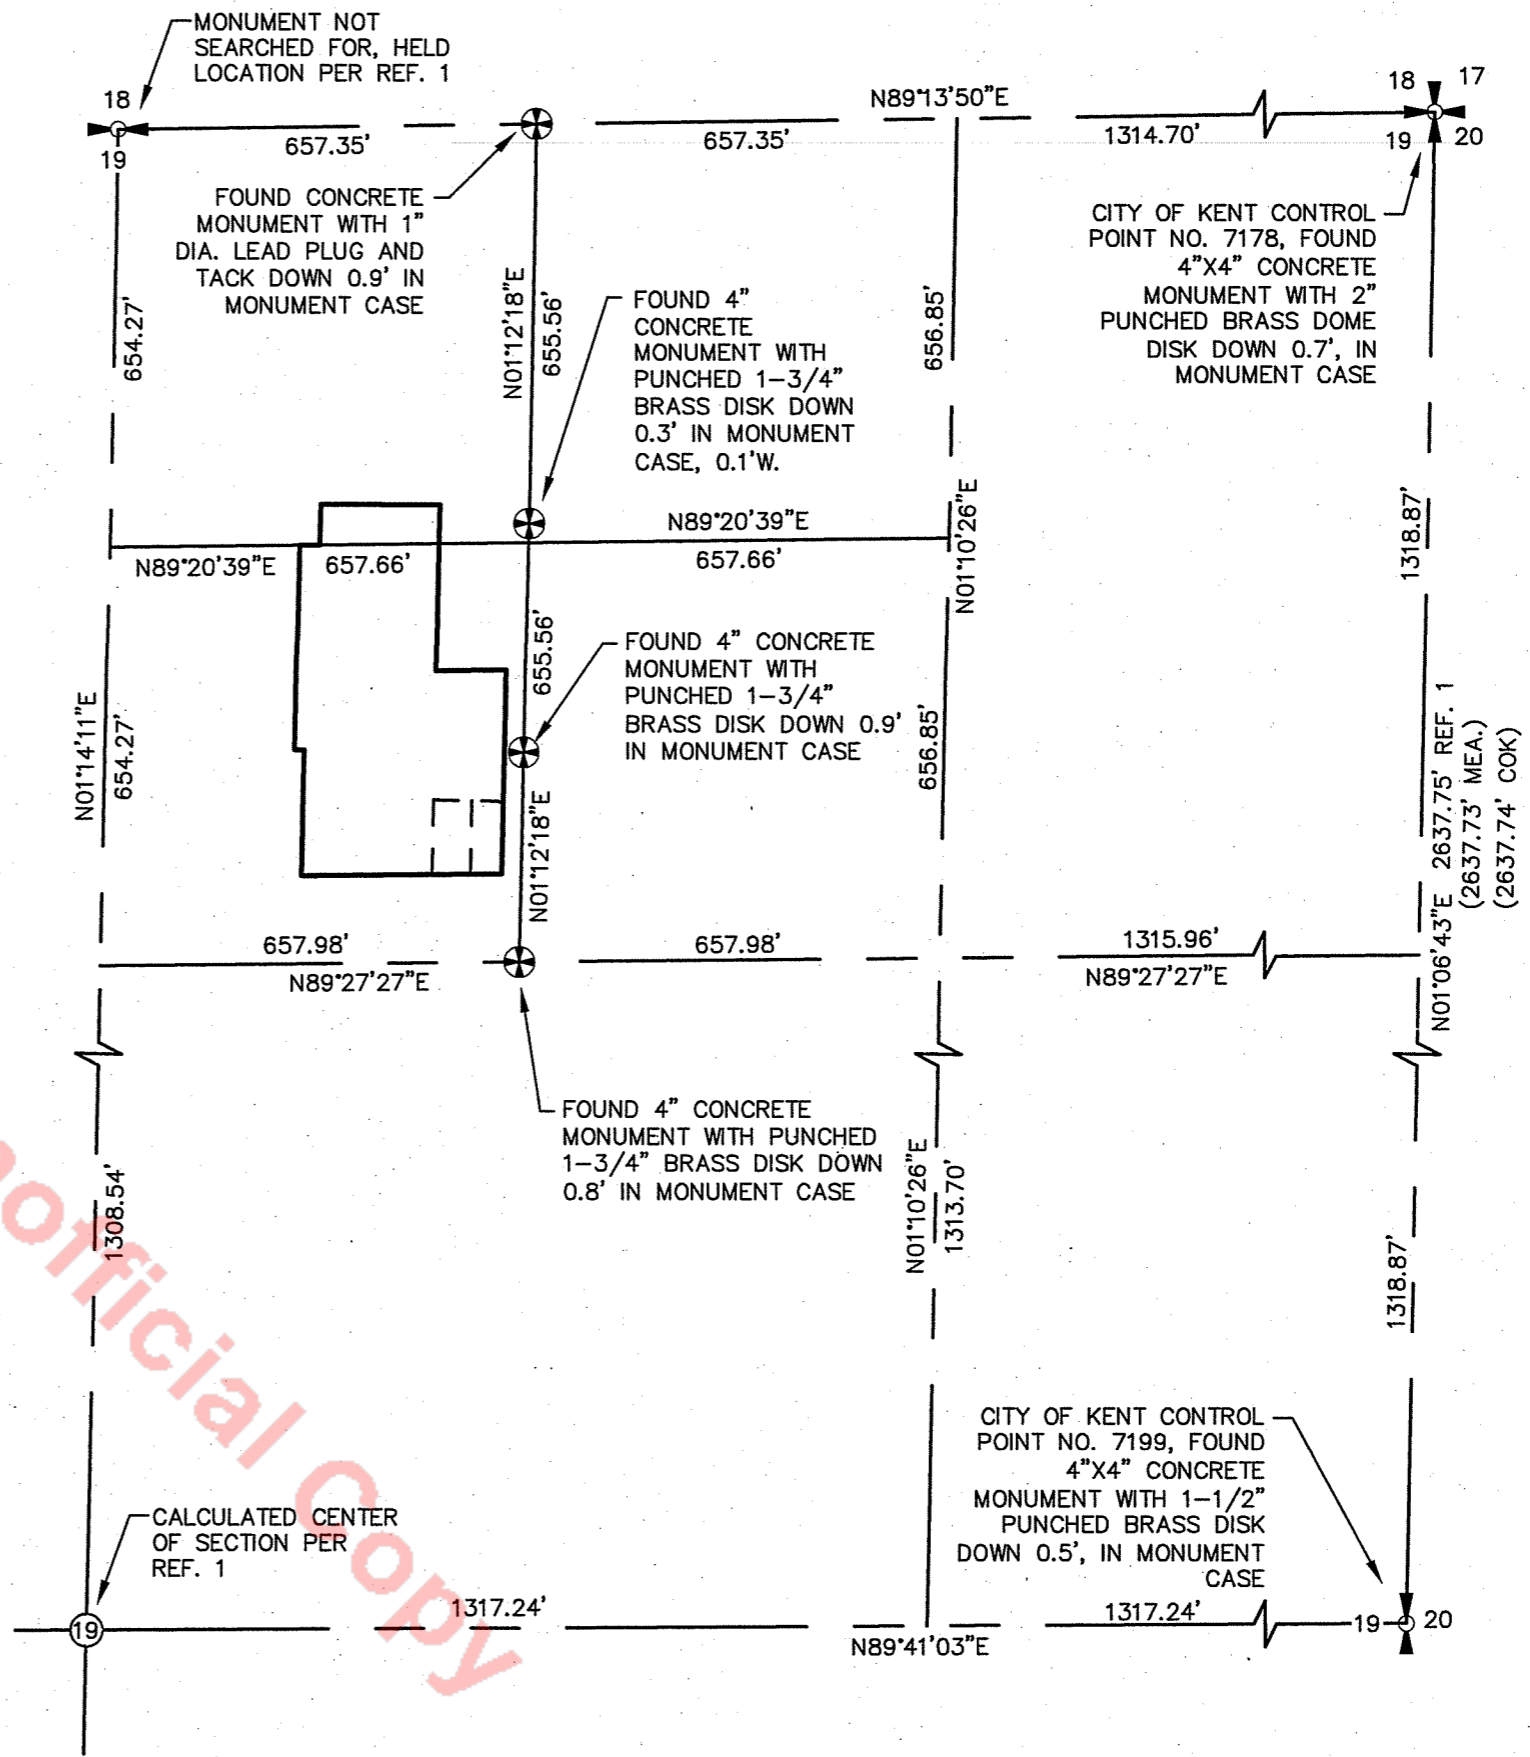 MONUMENT NOT
SEARCHED FOR, HELD
LOCATION PER REF. 1
18
19
657.35'
657.35'
N89°13'50"E
1314.70'
18
17
19
20
FOUND CONCRETE
MONUMENT WITH 1"
DIA. LEAD PLUG AND
TACK DOWN 0.9' IN
MONUMENT CASE
CITY OF KENT CONTROL
POINT NO. 7178, FOUND
4"X4" CONCRETE
MONUMENT WITH 2"
PUNCHED BRASS DOME
DISK DOWN 0.7', IN
MONUMENT CASE
654.27'
N01°12'18"E
655.56'
FOUND 4"
CONCRETE
MONUMENT WITH
PUNCHED 1-3/4"
BRASS DISK DOWN
0.3' IN MONUMENT
CASE, 0.1'W.
656.85'
1318.87'
N89°20'39"E
657.66'
N89°20'39"E
657.66'
N01°10'26"E
655.56'
FOUND 4" CONCRETE
MONUMENT WITH
PUNCHED 1-3/4"
BRASS DISK DOWN 0.9'
IN MONUMENT CASE
N01°14'11"E
654.27'
656.85'
N01°12'18"E
N01°06'43"E 2637.75' REF. 1
(2637.73' MEA.)
(2637.74' COK)
657.98'
N89°27'27"E
657.98'
1315.96'
N89°27'27"E
FOUND 4" CONCRETE
MONUMENT WITH PUNCHED
1-3/4" BRASS DISK DOWN
0.8' IN MONUMENT CASE
1308.54'
N01°10'26"E
1313.70'
1318.87'
CITY OF KENT CONTROL
POINT NO. 7199, FOUND
4"X4" CONCRETE
MONUMENT WITH 1-1/2"
PUNCHED BRASS DISK
DOWN 0.5', IN MONUMENT
CASE
CALCULATED CENTER
OF SECTION PER
REF. 1
19
1317.24'
N89°41'03"E
1317.24'
19
20
nofficial Copy